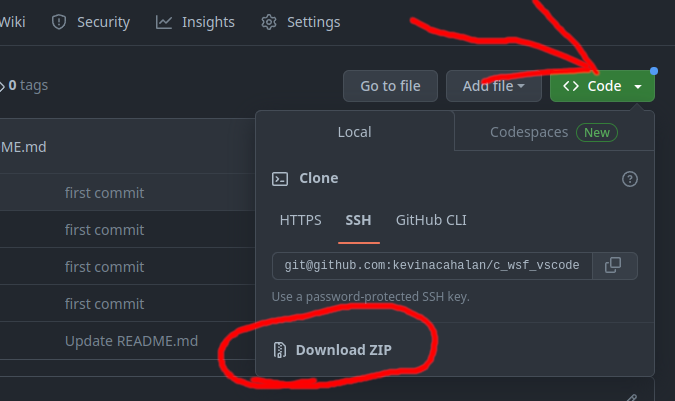 Wiki Security Insights Settings
0 tags Go to file Add file Code
Local Codespaces New
ME.md
Clone
first commit
HTTPS SSH GitHub CLI
first commit
git@github.com:kevinacahalan/c_wsf_vscode
first commit
Use a password-protected SSH key.
first commit
Update README.md
Download ZIP